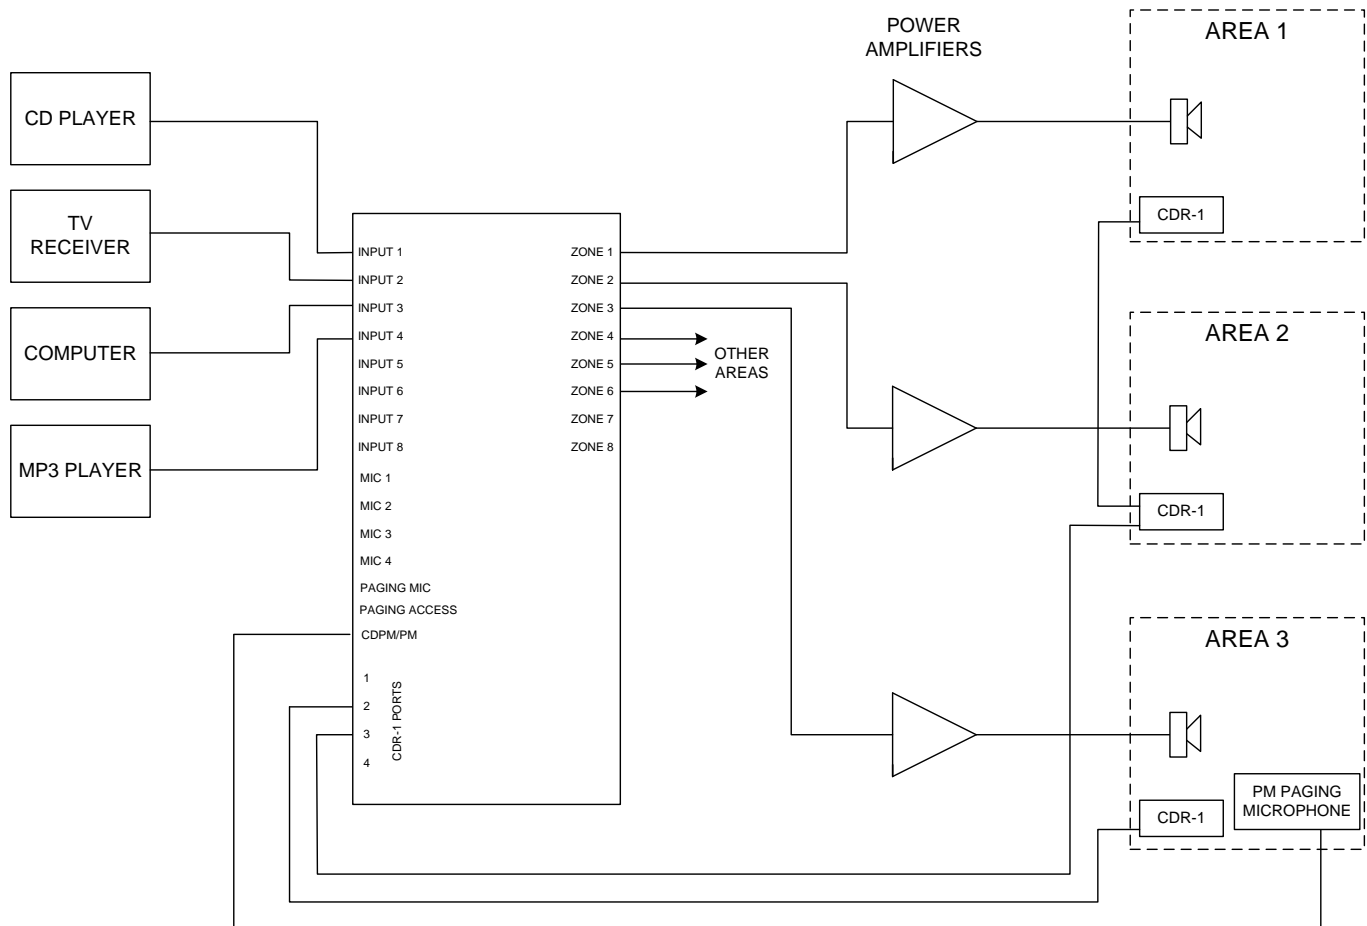 POWER
AMPLIFIERS
AREA 1
CD PLAYER
CDR-1
TV
RECEIVER
COMPUTER
MP3 PLAYER
INPUT 1
INPUT 2
INPUT 3
INPUT 4
INPUT 5
INPUT 6
INPUT 7
INPUT 8
MIC 1
MIC 2
MIC 3
MIC 4
PAGING MIC
PAGING ACCESS
CDPM/PM
1
2
3
4
CDR-1 PORTS
ZONE 1
ZONE 2
ZONE 3
ZONE 4
ZONE 5
ZONE 6
ZONE 7
ZONE 8
OTHER
AREAS
AREA 2
CDR-1
AREA 3
CDR-1
PM PAGING
MICROPHONE